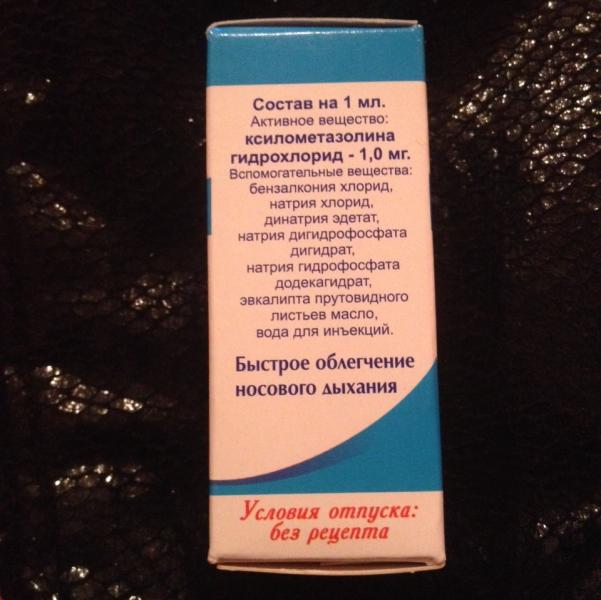 Состав на 1 мл.
Активное вещество:
ксилометазолина
гидрохлорид - 1,0 мг.
Вспомогательные вещества:
бензалкония хлорид,
натрия хлорид,
динатрия эдетат,
натрия дигидрофосфата
дигидрат,
натрия гидрофосфата
додекагидрат,
эвкалипта прутовидного
листьев масло,
вода для инъекций.
Быстрое облегчение
носового дыхания
Условия отпуска:
без рецепта